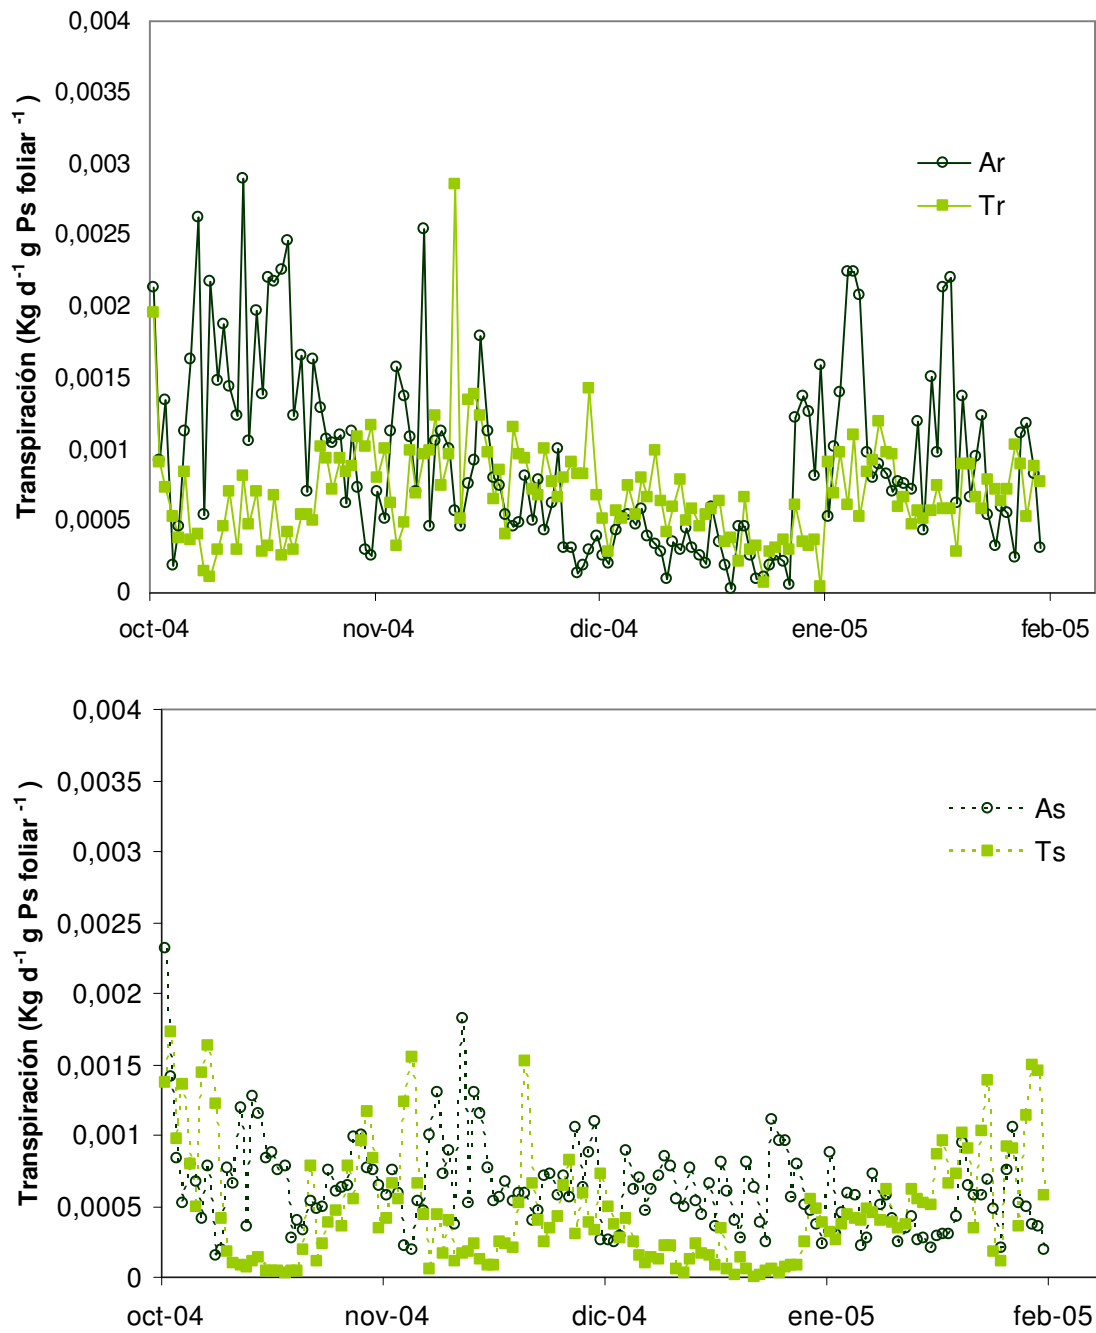 0,004
0,0035
0,003
0,0025
0,002
0,0015
0,001
0,0005
0
Transpiración (Kg d⁻¹ g Ps foliar ⁻¹ )
Ar
Tr
oct-04 nov-04 dic-04 ene-05 feb-05
0,004
0,0035
0,003
0,0025
0,002
0,0015
0,001
0,0005
0
Transpiración (Kg d⁻¹ g Ps foliar ⁻¹ )
As
Ts
oct-04 nov-04 dic-04 ene-05 feb-05